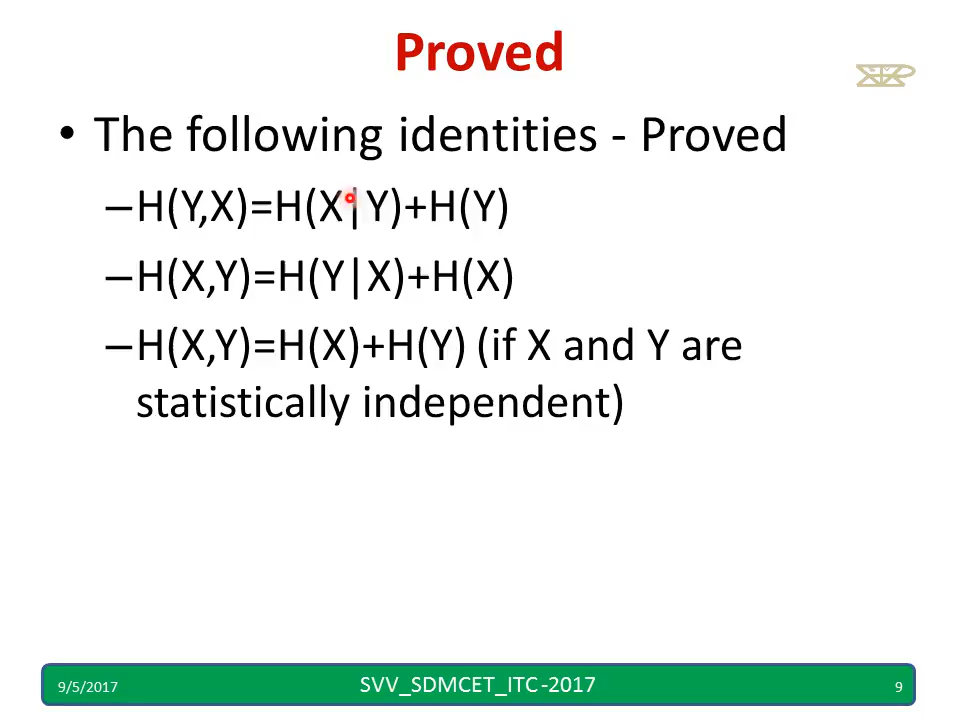 Proved
• The following identities - Proved
–H(Y,X)=H(X|Y)+H(Y)
–H(X,Y)=H(Y|X)+H(X)
–H(X,Y)=H(X)+H(Y) (if X and Y are
statistically independent)
9/5/2017
SVV_SDMCET_ITC-2017
9